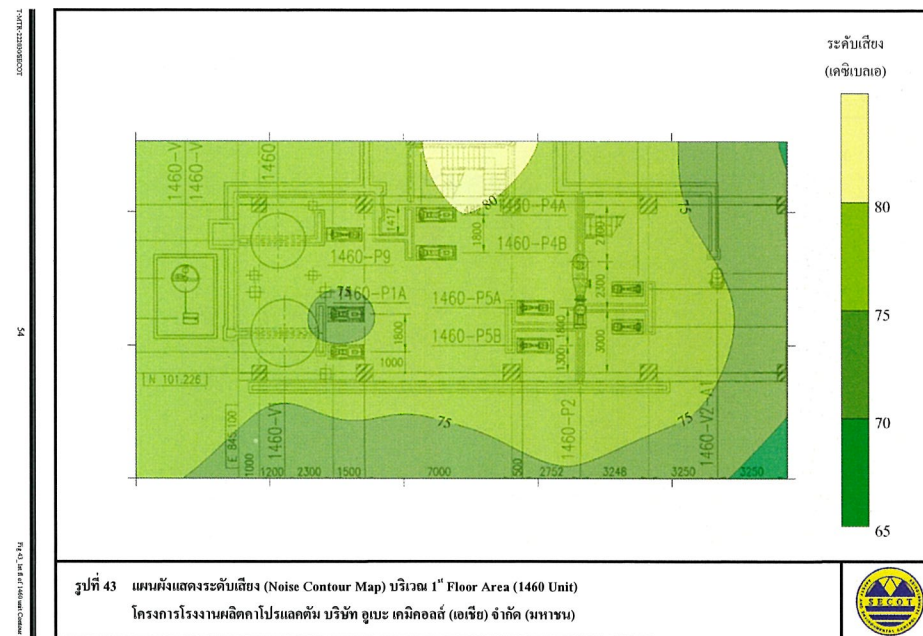 T-MTR-222030/SECOT
54
Fig 43_1st fl of 1460 unit Contour
ระดับเสียง
(เดซิเบลเอ)
80
75
70
65
1460-V
1460-V
1460
80
75
1460-P4A
1417
1800
1460-P4B
1460-P9
75
1460-P1A
1460-P5A
2300
1800
1460-P5B
1800
1300
3000
1000
N 101.226
E 845.100
1460-V
75
1460-P2
75
1460-V2-A1
1000
1200
2300
1500
7000
500
2752
3248
3250
3250
รูปที่ 43 แผนผังแสดงระดับเสียง (Noise Contour Map) บริเวณ 1st Floor Area (1460 Unit)
โครงการโรงงานผลิตคาโปรแลคตัม บริษัท อูเบะ เคมิคอลส์ (เอเชีย) จำกัด (มหาชน)
SECOT